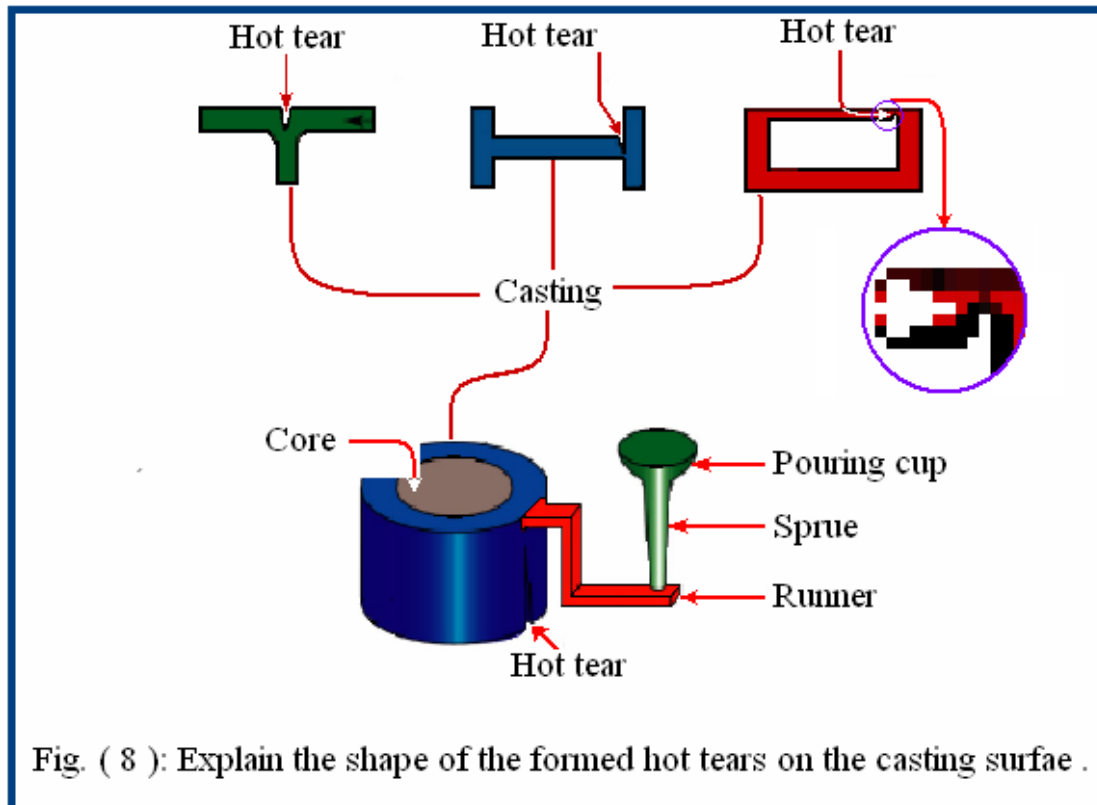 Hot tear
Hot tear
Hot tear
Casting
Core
Pouring cup
Sprue
Runner
Hot tear
Fig. ( 8 ): Explain the shape of the formed hot tears on the casting surfae .